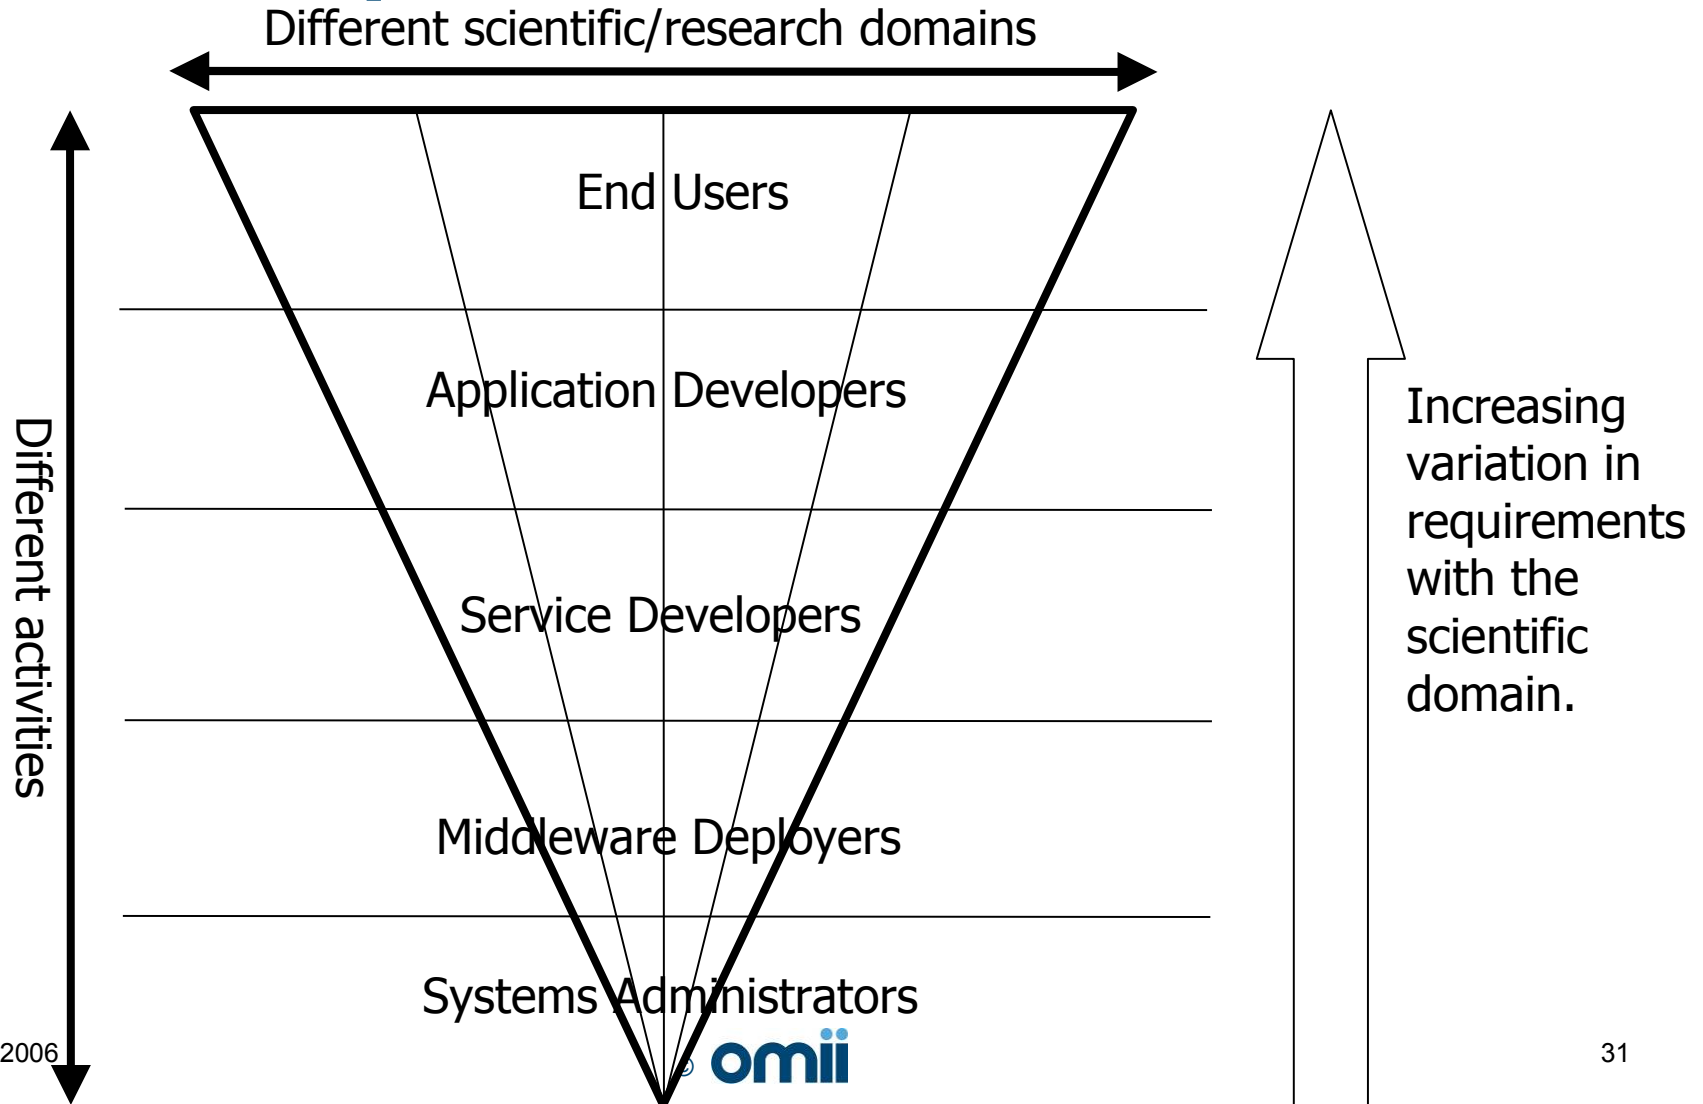 Different scientific/research domains
End Users
Application Developers
Service Developers
Middleware Deployers
Systems Administrators
Different activities
Increasing
variation in
requirements
with the
scientific
domain.
2006
© omii
31